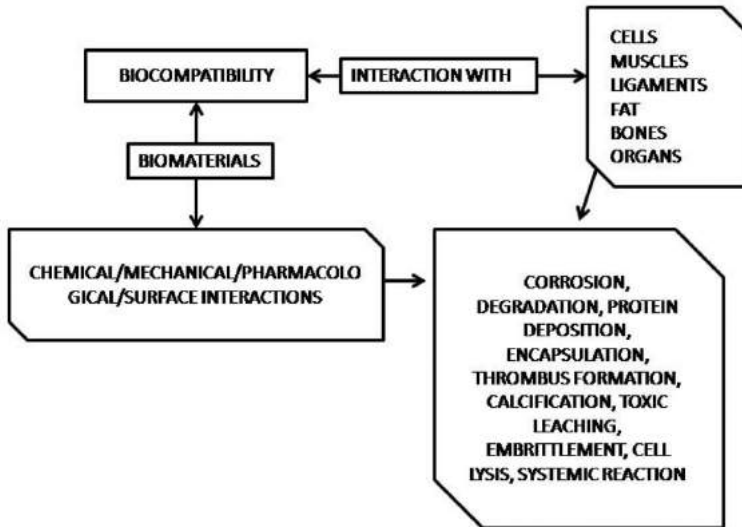 BIOCOMPATIBILITY
INTERACTION WITH
CELLS
MUSCLES
LIGAMENTS
FAT
BONES
ORGANS
BIOMATERIALS
CHEMICAL/MECHANICAL/PHARMACOLO
GICAL/SURFACE INTERACTIONS
CORROSION,
DEGRADATION, PROTEIN
DEPOSITION,
ENCAPSULATION,
THROMBUS FORMATION,
CALCIFICATION, TOXIC
LEACHING,
EMBRITTLEMENT, CELL
LYSIS, SYSTEMIC REACTION